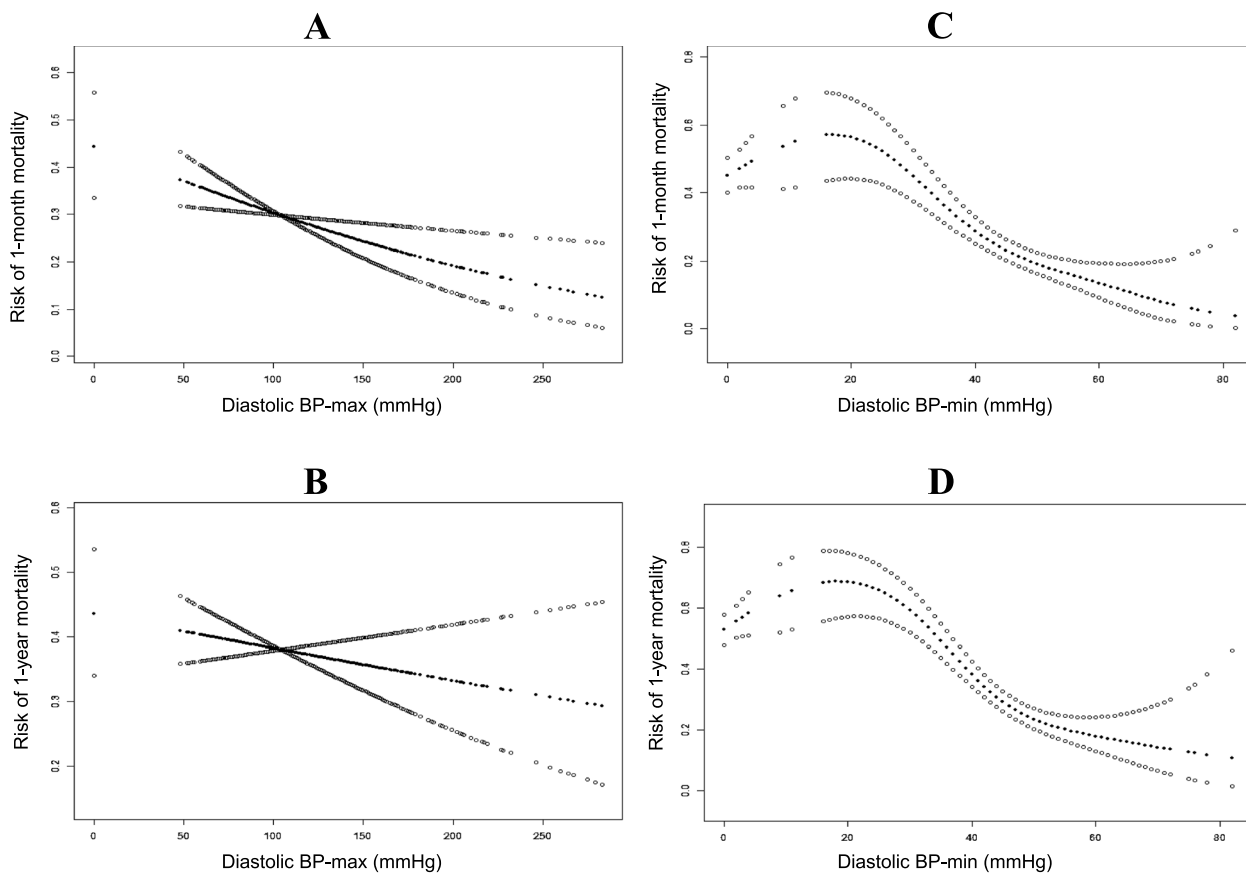 A
Risk of 1-month mortality
0.6
0.5
0.4
0.3
0.2
0.1
0.0
0 50 100 150 200 250
Diastolic BP-max (mmHg)
C
Risk of 1-month mortality
0.8
0.6
0.4
0.2
0.0
0 20 40 60 80
Diastolic BP-min (mmHg)
B
Risk of 1-year mortality
0.6
0.5
0.4
0.3
0.2
0 50 100 150 200 250
Diastolic BP-max (mmHg)
D
Risk of 1-year mortality
0.8
0.6
0.4
0.2
0.0
0 20 40 60 80
Diastolic BP-min (mmHg)